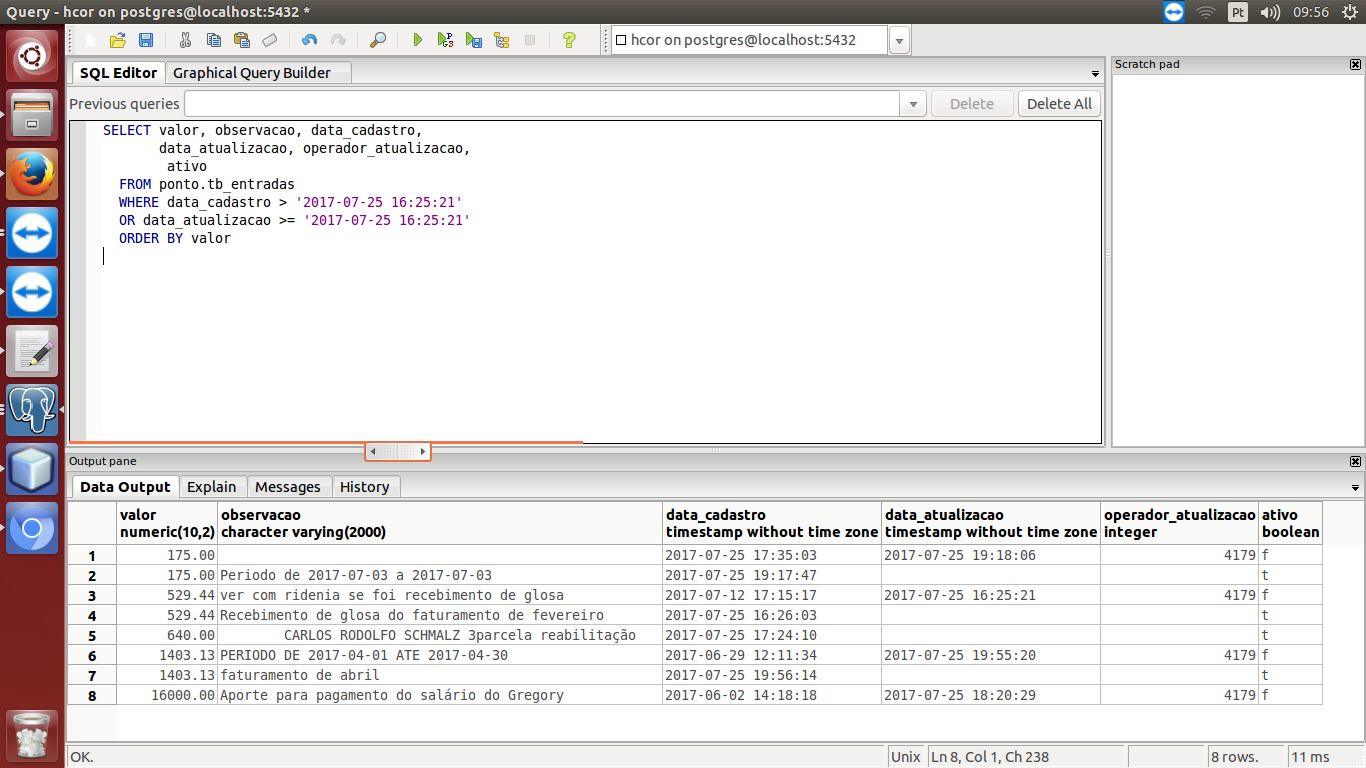 Query - hcor on postgres@localhost:5432 *
Pt
09:56
hcor on postgres@localhost:5432
SQL Editor
Graphical Query Builder
Scratch pad
Previous queries
Delete
Delete All
SELECT valor, observacao, data_cadastro,
data_atualizacao, operador_atualizacao,
ativo
FROM ponto.tb_entradas
WHERE data_cadastro > '2017-07-25 16:25:21'
OR data_atualizacao >= '2017-07-25 16:25:21'
ORDER BY valor
Output pane
Data Output
Explain
Messages
History
valor observacao data_cadastro data_atualizacao operador_atualizacao ativo
numeric(10,2) character varying(2000) timestamp without time zone timestamp without time zone integer boolean
1 175.00 2017-07-25 17:35:03 2017-07-25 19:18:06 4179 f
2 175.00 Periodo de 2017-07-03 a 2017-07-03 2017-07-25 19:17:47 t
3 529.44 ver com ridenia se foi recebimento de glosa 2017-07-12 17:15:17 2017-07-25 16:25:21 4179 f
4 529.44 Recebimento de glosa do faturamento de fevereiro 2017-07-25 16:26:03 t
5 640.00 CARLOS RODOLFO SCHMALZ 3parcela reabilitação 2017-07-25 17:24:10 t
6 1403.13 PERIODO DE 2017-04-01 ATE 2017-04-30 2017-06-29 12:11:34 2017-07-25 19:55:20 4179 f
7 1403.13 faturamento de abril 2017-07-25 19:56:14 t
8 16000.00 Aporte para pagamento do salário do Gregory 2017-06-02 14:18:18 2017-07-25 18:20:29 4179 f
OK.
Unix
Ln 8, Col 1, Ch 238
8 rows.
11 ms